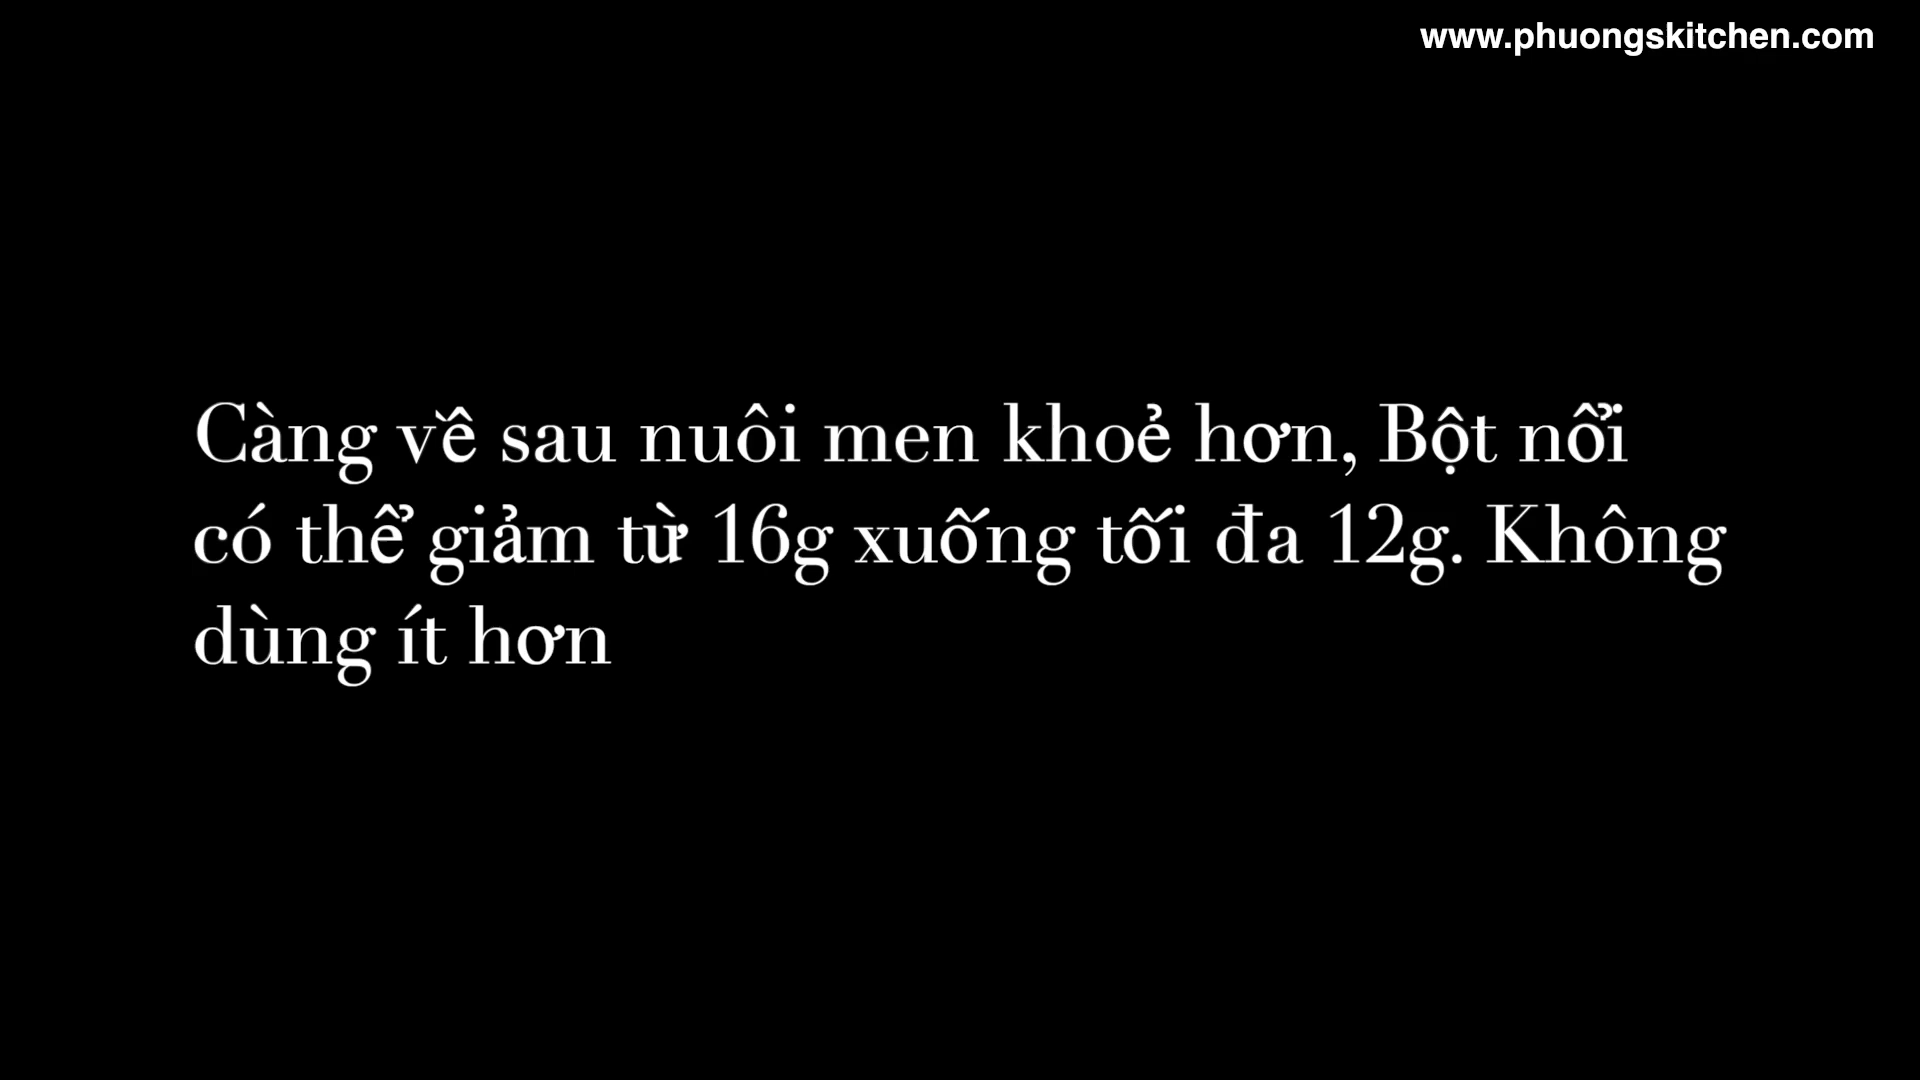 www.phuongskitchen.com
Càng về sau nuôi men khoẻ hơn, Bột nổi
có thể giảm từ 16g xuống tối đa 12g. Không
dùng ít hơn